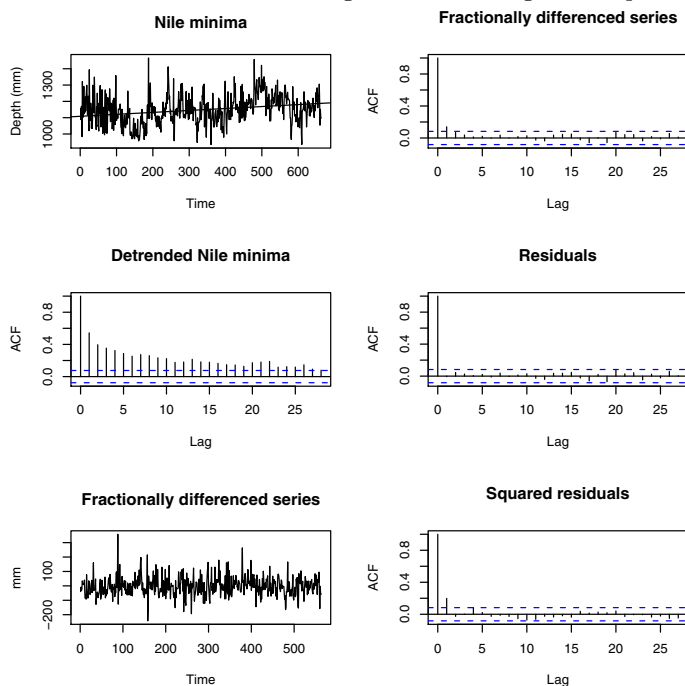 Nile minima
Depth (mm)
1000 1300
0 100 200 300 400 500 600
Time
Fractionally differenced series
ACF
0.0 0.4 0.8
0 5 10 15 20 25
Lag
Detrended Nile minima
ACF
0.0 0.4 0.8
0 5 10 15 20 25
Lag
Residuals
ACF
0.0 0.4 0.8
0 5 10 15 20 25
Lag
Fractionally differenced series
mm
−200 100
0 100 200 300 400 500
Time
Squared residuals
ACF
0.0 0.4 0.8
0 5 10 15 20 25
Lag